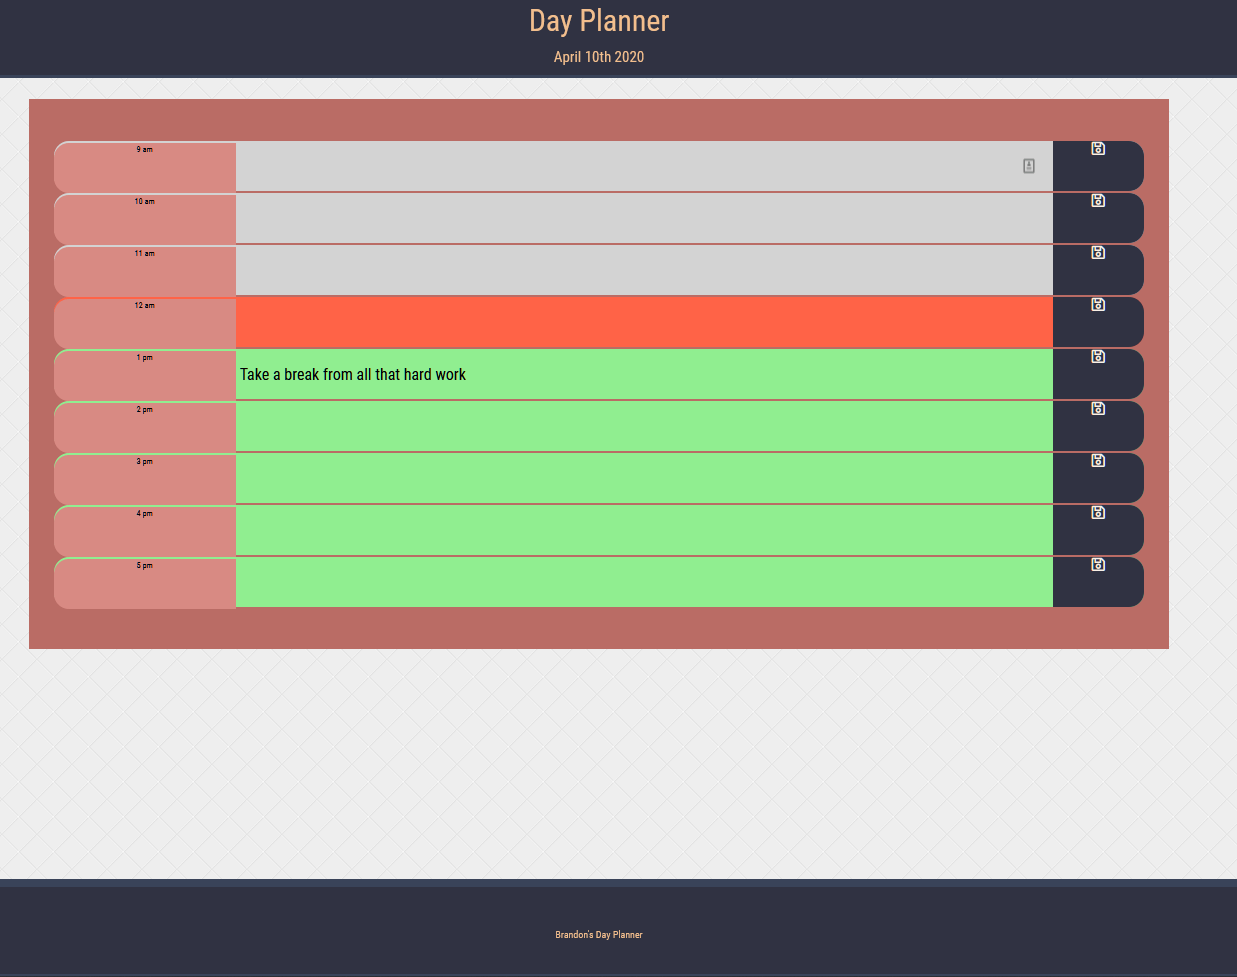 Day Planner
April 10th 2020
9 am
10 am
11 am
12 am
1 pm
Take a break from all that hard work
2 pm
3 pm
4 pm
5 pm
Brandon's Day Planner